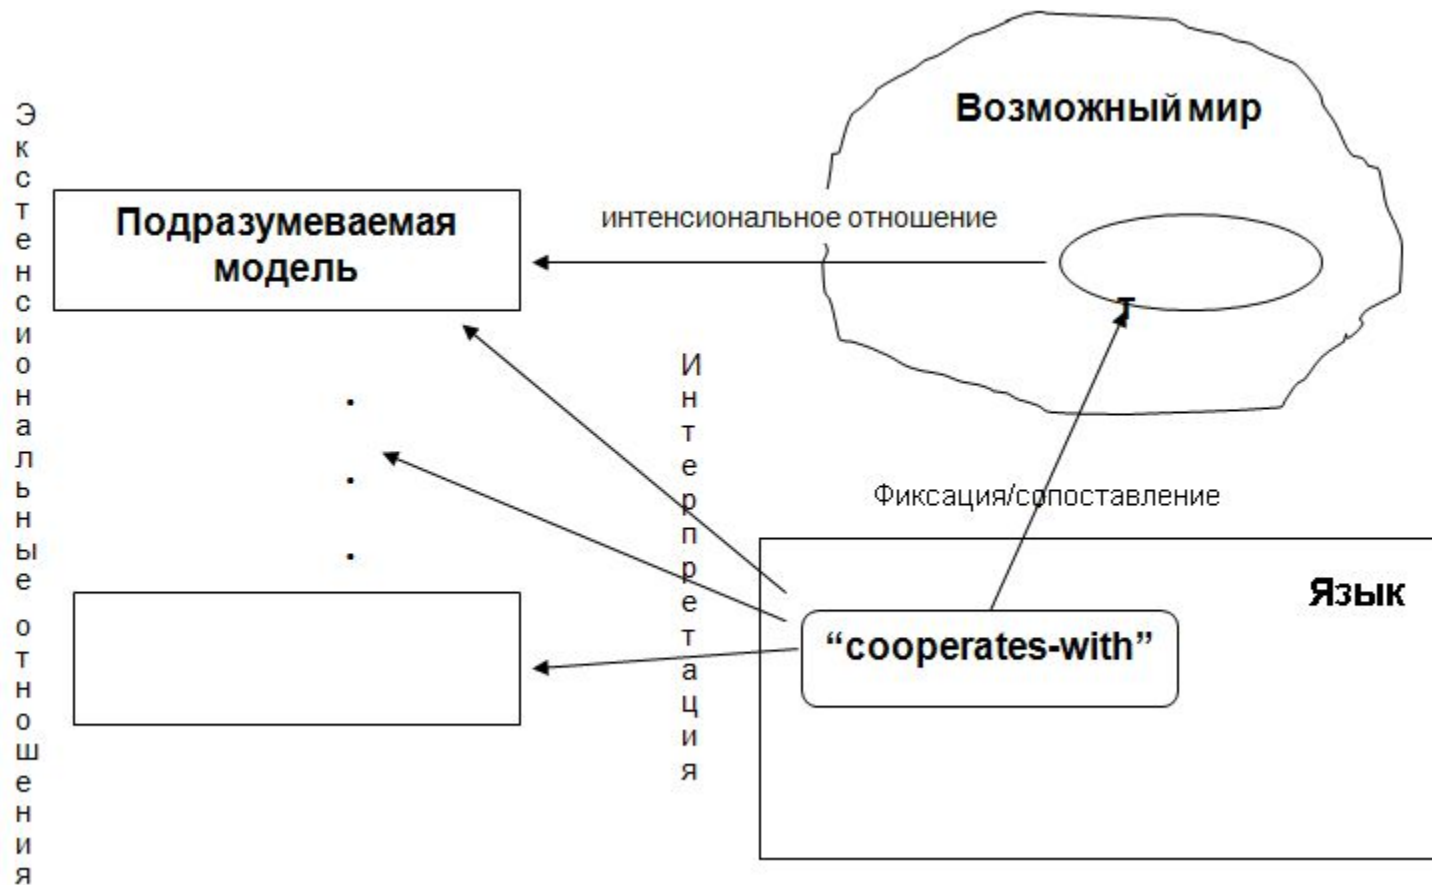 Экстенсиональные отношения
Возможный мир
Подразумеваемая
модель
интенсиональное отношение
т
Интерпретация
Фиксация/сопоставление
Язык
“cooperates-with”